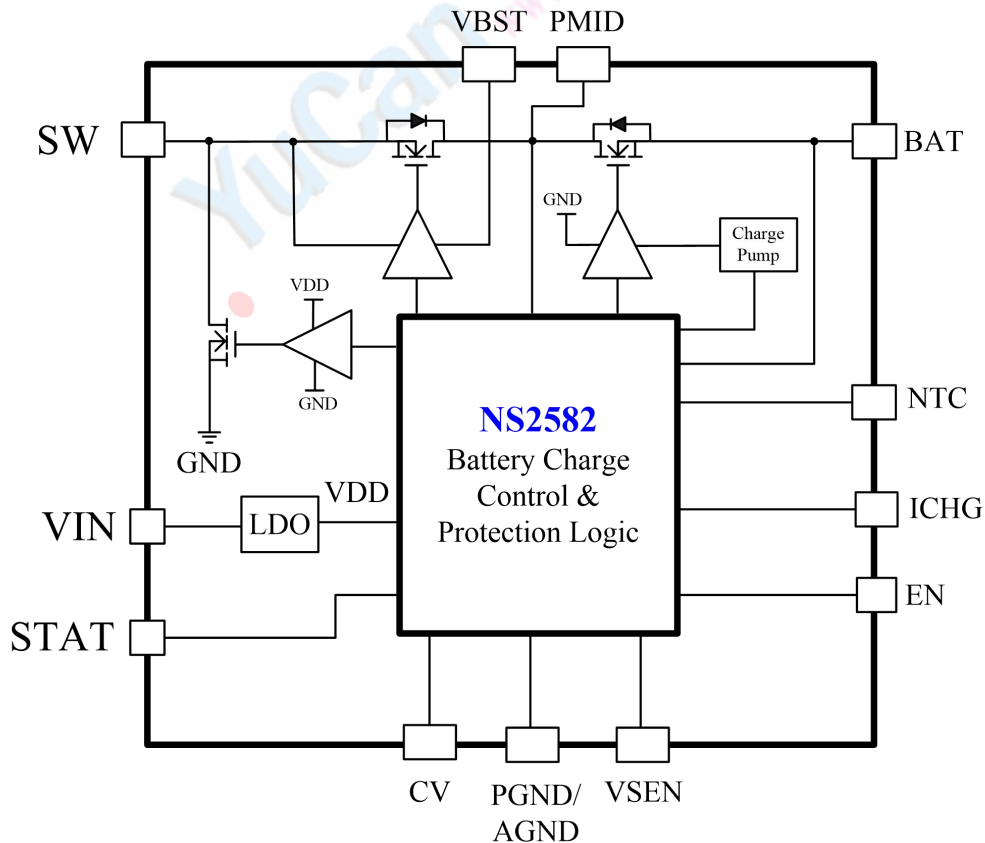 VBST PMID
SW
BAT
GND
Charge
Pump
VDD
GND
GND
NS2582
Battery Charge
Control &
Protection Logic
NTC
VDD
VIN
LDO
ICHG
EN
STAT
CV
PGND/
AGND
VSEN
YuCan